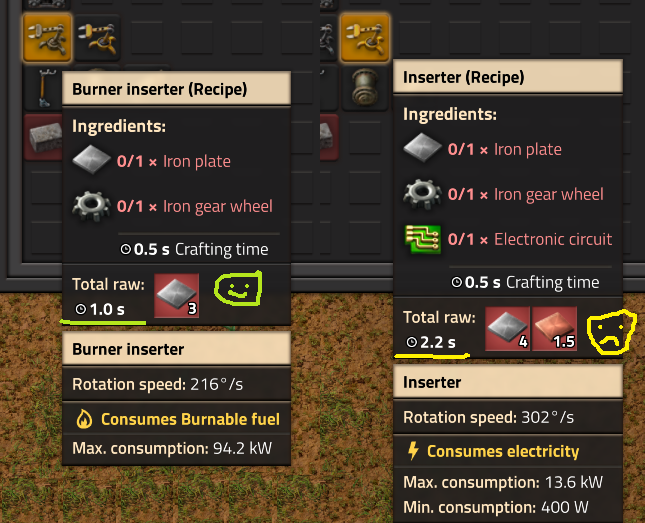 Burner inserter (Recipe)
Ingredients:
0/1 × Iron plate
0/1 × Iron gear wheel
0.5 s Crafting time
Total raw:
1.0 s
3
Burner inserter
Rotation speed: 216°/s
Consumes Burnable fuel
Max. consumption: 94.2 kW
Inserter (Recipe)
Ingredients:
0/1 × Iron plate
0/1 × Iron gear wheel
0/1 × Electronic circuit
0.5 s Crafting time
Total raw:
2.2 s
4 1.5
Inserter
Rotation speed: 302°/s
Consumes electricity
Max. consumption: 13.6 kW
Min. consumption: 400 W